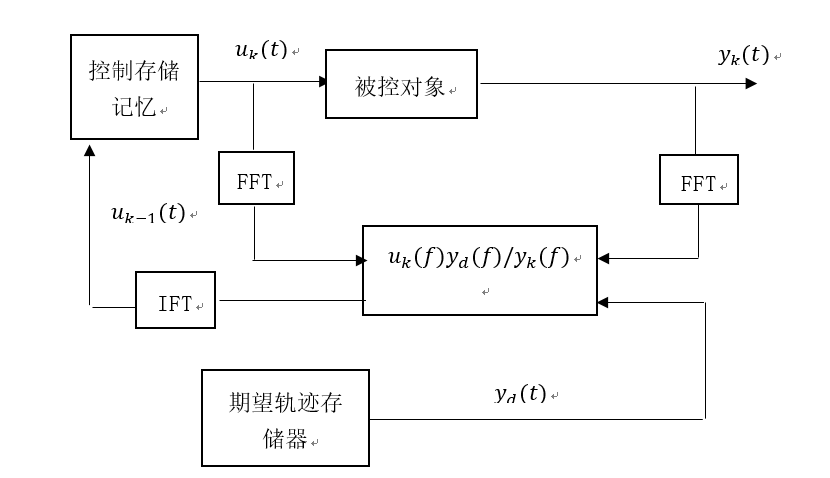 控制存储
记忆
u_k(t)
被控对象
y_k(t)
FFT
FFT
u_{k−1}(t)
u_k(f)y_d(f)/y_k(f)
IFT
期望轨迹存
储器
y_d(t)